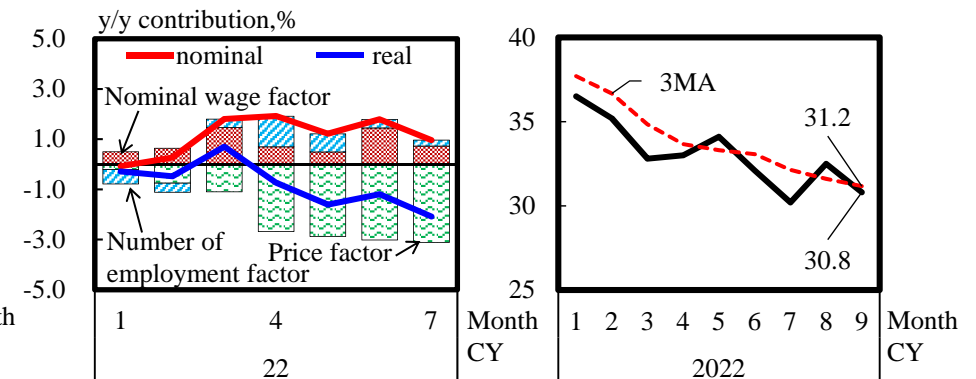 y/y contribution,%
5.0
3.0
1.0
-1.0
-3.0
-5.0
nominal
real
Nominal wage factor
Number of
employment factor
Price factor
1 4 7 Month
CY
22
40
35
30
25
3MA
31.2
30.8
1 2 3 4 5 6 7 8 9 Month
CY
2022